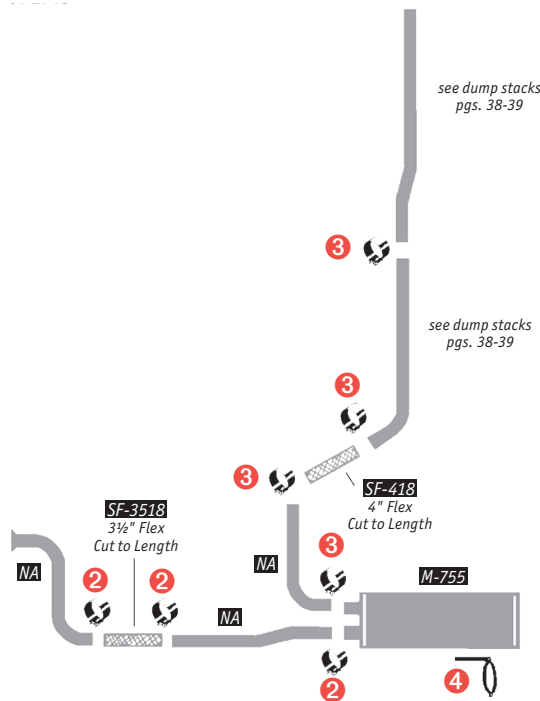 see dump stacks
pgs. 38-39
3
see dump stacks
pgs. 38-39
3
3
SF-418
4" Flex
Cut to Length
SF-3518
3½" Flex
Cut to Length
3
NA
NA
M-755
2
2
NA
2
4